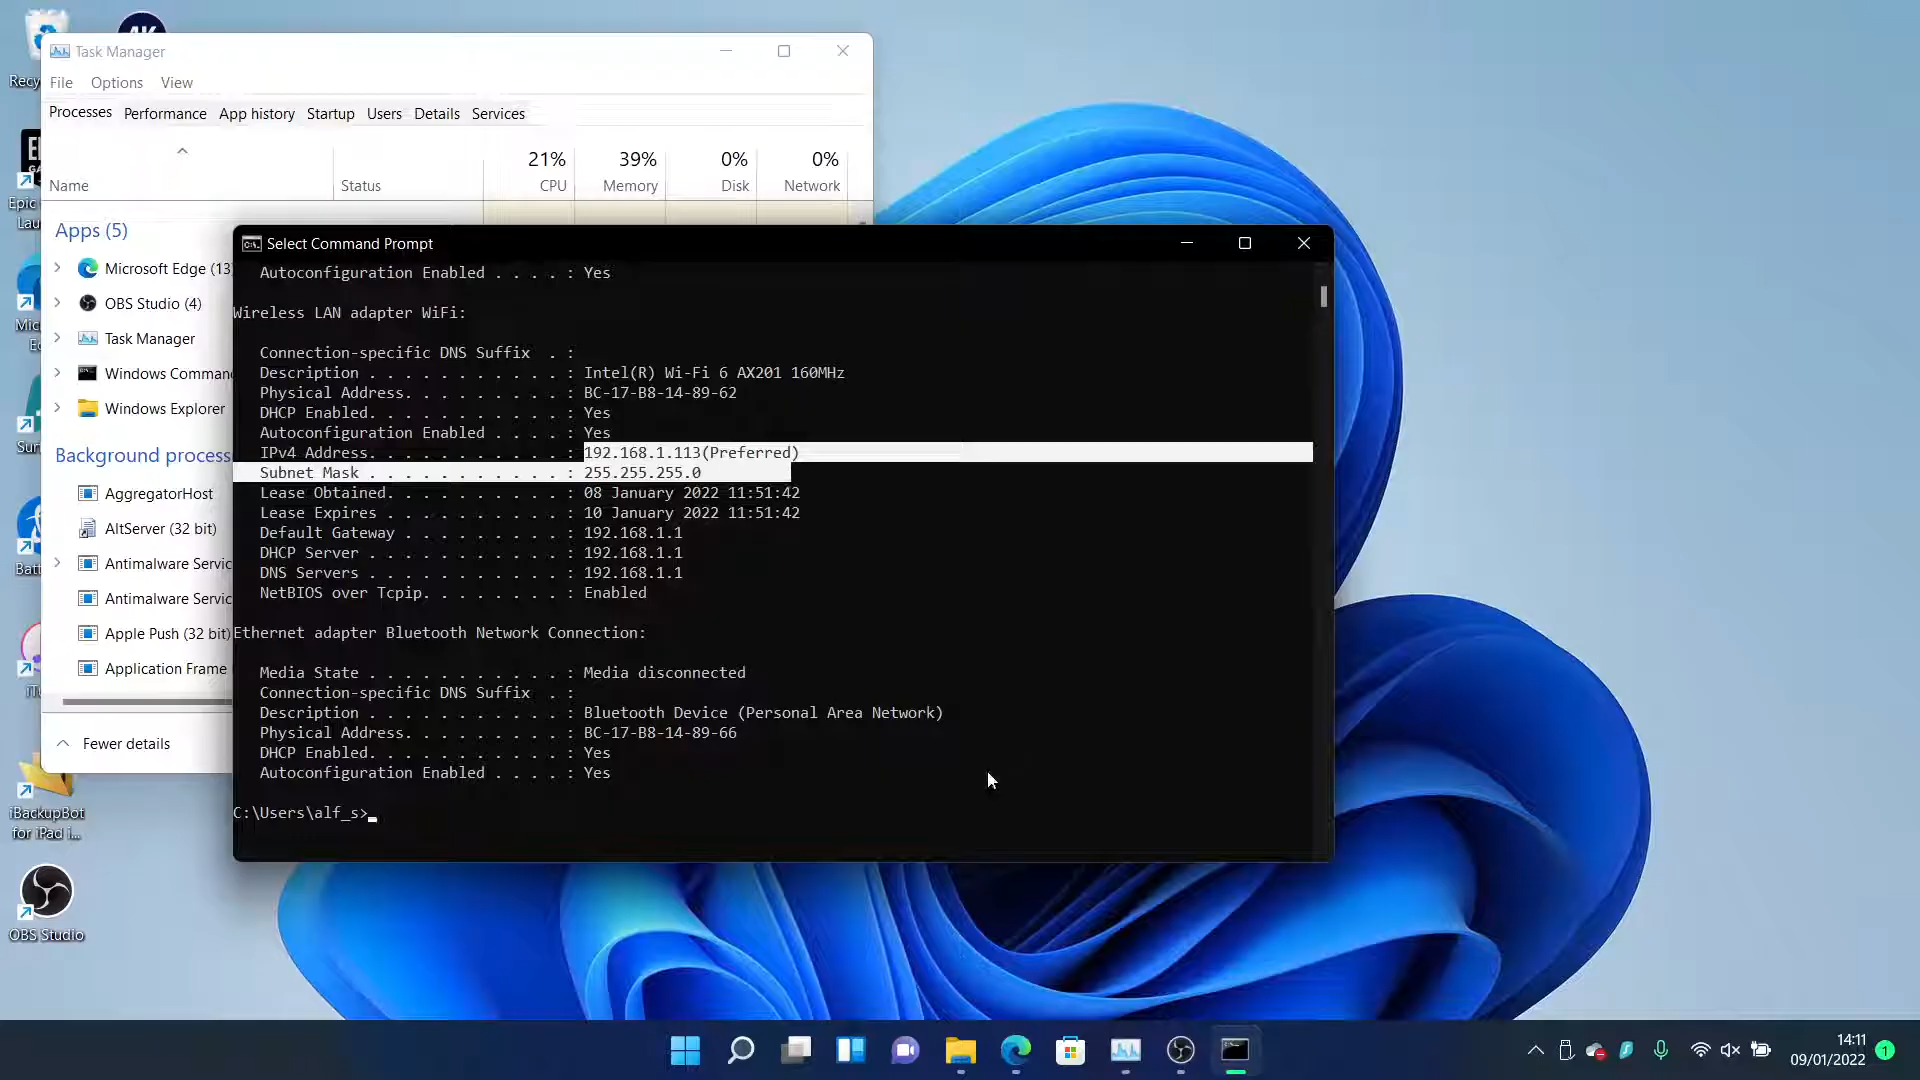 4K
Recy
Task Manager
File Options View
Processes Performance App history Startup Users Details Services
21% 39% 0% 0%
Name Status CPU Memory Disk Network
Apps (5)
Microsoft Edge (13
OBS Studio (4)
Task Manager
Windows Comman
Windows Explorer
Background process
AggregatorHost
AltServer (32 bit)
Antimalware Servic
Antimalware Servic
Apple Push (32 bit)
Application Frame
Fewer details
Select Command Prompt
Autoconfiguration Enabled . . . . : Yes
Wireless LAN adapter WiFi:
Connection-specific DNS Suffix . :
Description . . . . . . . . . . . : Intel(R) Wi-Fi 6 AX201 160MHz
Physical Address. . . . . . . . . : BC-17-B8-14-89-62
DHCP Enabled. . . . . . . . . . . : Yes
Autoconfiguration Enabled . . . . : Yes
IPv4 Address. . . . . . . . . . . : 192.168.1.113(Preferred)
Subnet Mask . . . . . . . . . . . : 255.255.255.0
Lease Obtained. . . . . . . . . . : 08 January 2022 11:51:42
Lease Expires . . . . . . . . . . : 10 January 2022 11:51:42
Default Gateway . . . . . . . . . : 192.168.1.1
DHCP Server . . . . . . . . . . . : 192.168.1.1
DNS Servers . . . . . . . . . . . : 192.168.1.1
NetBIOS over Tcpip. . . . . . . . : Enabled
Ethernet adapter Bluetooth Network Connection:
Media State . . . . . . . . . . . : Media disconnected
Connection-specific DNS Suffix . :
Description . . . . . . . . . . . : Bluetooth Device (Personal Area Network)
Physical Address. . . . . . . . . : BC-17-B8-14-89-66
DHCP Enabled. . . . . . . . . . . : Yes
Autoconfiguration Enabled . . . . : Yes
C:\Users\alf_s>
Epic
Lau
Mic
Ed
Sur
Batt
iT
iBackupBot
for iPad i...
OBS Studio
14:11
09/01/2022
1